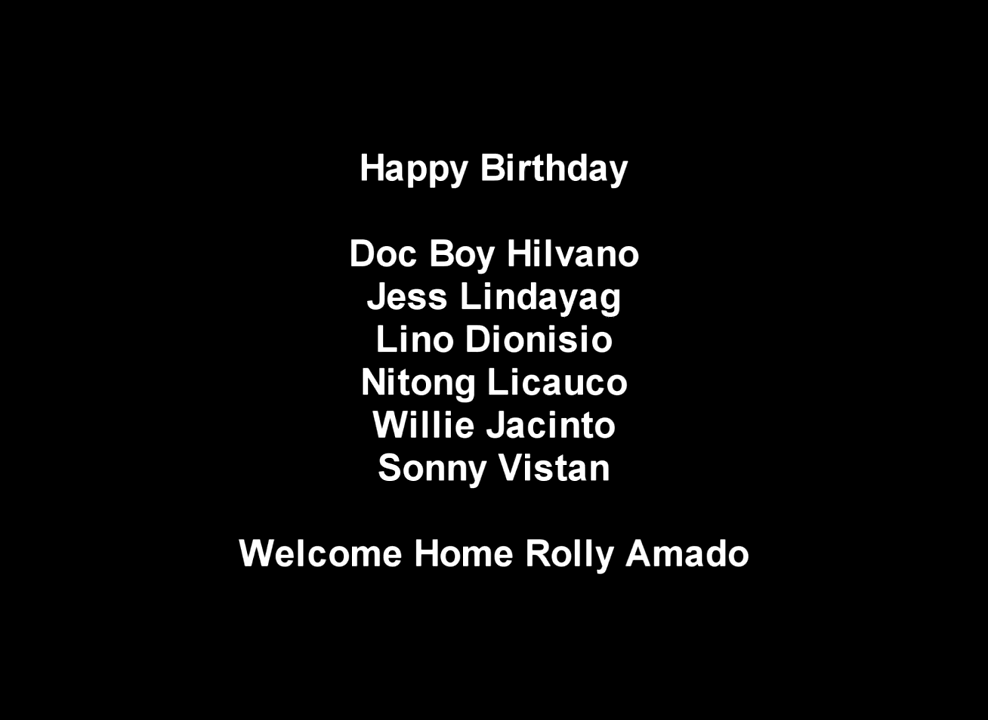 Happy Birthday
Doc Boy Hilvano
Jess Lindayag
Lino Dionisio
Nitong Licauco
Willie Jacinto
Sonny Vistan
Welcome Home Rolly Amado